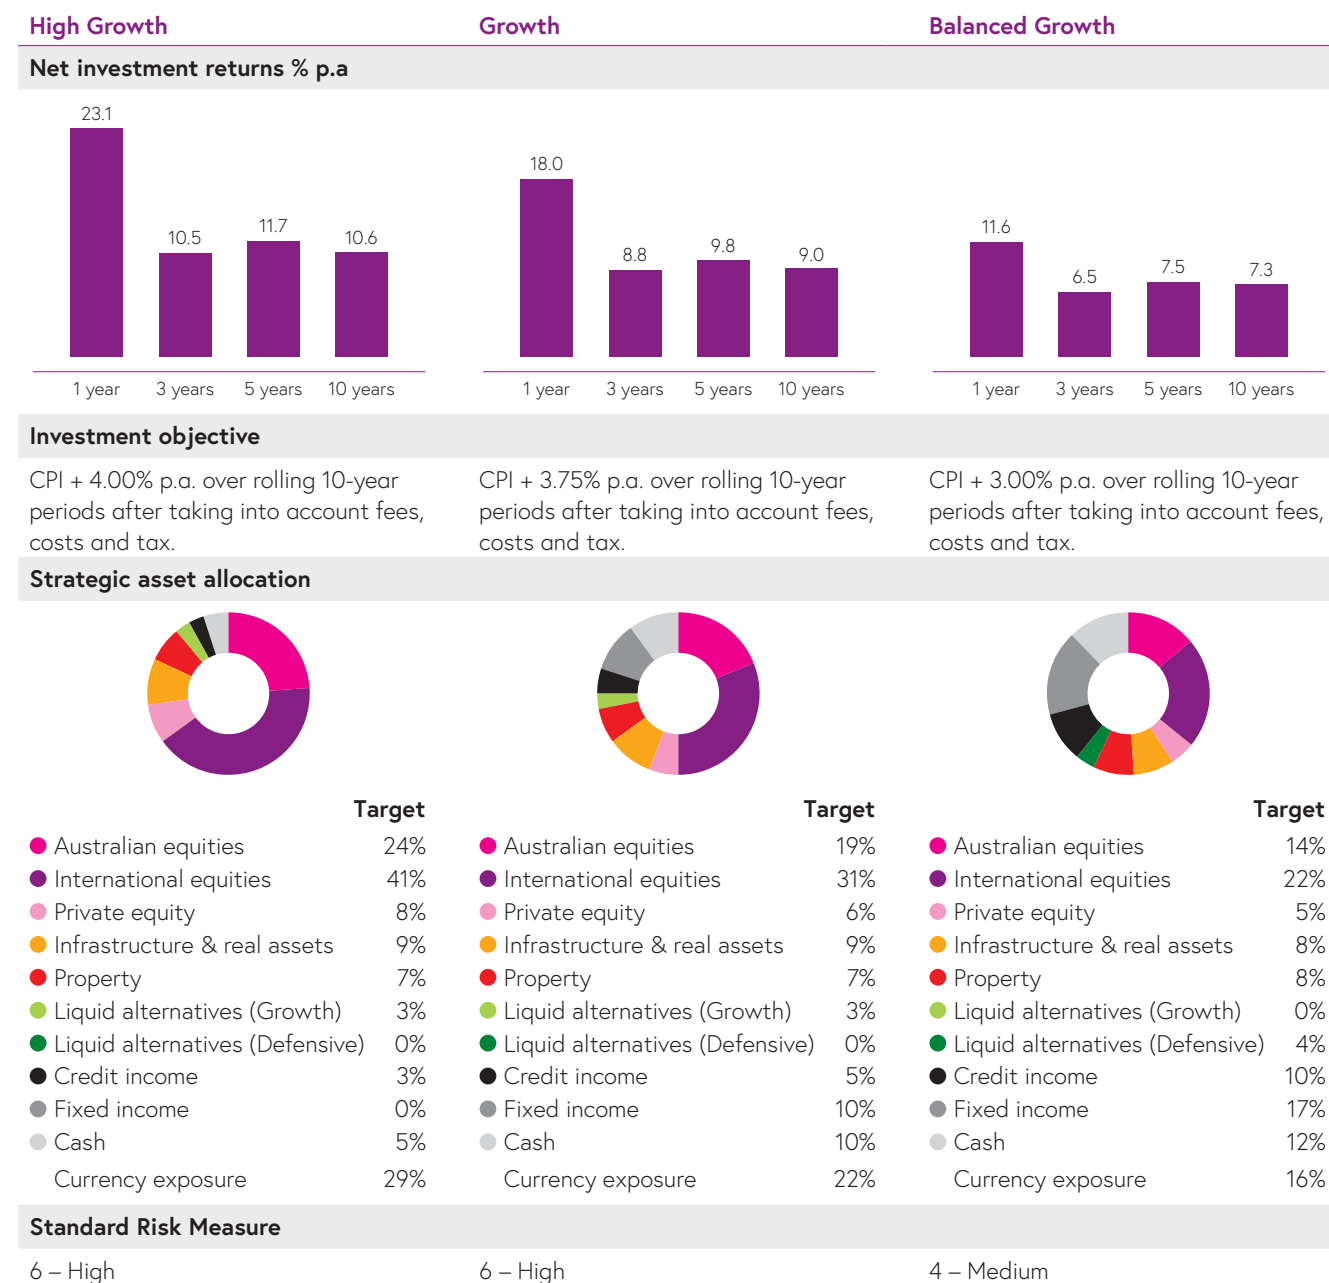 High Growth
Growth
Balanced Growth
Net investment returns % p.a
23.1
10.5
11.7
10.6
1 year 3 years 5 years 10 years
18.0
8.8
9.8
9.0
1 year 3 years 5 years 10 years
11.6
6.5
7.5
7.3
1 year 3 years 5 years 10 years
Investment objective
CPI + 4.00% p.a. over rolling 10-year
periods after taking into account fees,
costs and tax.
CPI + 3.75% p.a. over rolling 10-year
periods after taking into account fees,
costs and tax.
CPI + 3.00% p.a. over rolling 10-year
periods after taking into account fees,
costs and tax.
Strategic asset allocation
Target
Australian equities 24%
International equities 41%
Private equity 8%
Infrastructure & real assets 9%
Property 7%
Liquid alternatives (Growth) 3%
Liquid alternatives (Defensive) 0%
Credit income 3%
Fixed income 0%
Cash 5%
Currency exposure 29%
Target
Australian equities 19%
International equities 31%
Private equity 6%
Infrastructure & real assets 9%
Property 7%
Liquid alternatives (Growth) 3%
Liquid alternatives (Defensive) 0%
Credit income 5%
Fixed income 10%
Cash 10%
Currency exposure 22%
Target
Australian equities 14%
International equities 22%
Private equity 5%
Infrastructure & real assets 8%
Property 8%
Liquid alternatives (Growth) 0%
Liquid alternatives (Defensive) 4%
Credit income 10%
Fixed income 17%
Cash 12%
Currency exposure 16%
Standard Risk Measure
6 – High
6 – High
4 – Medium